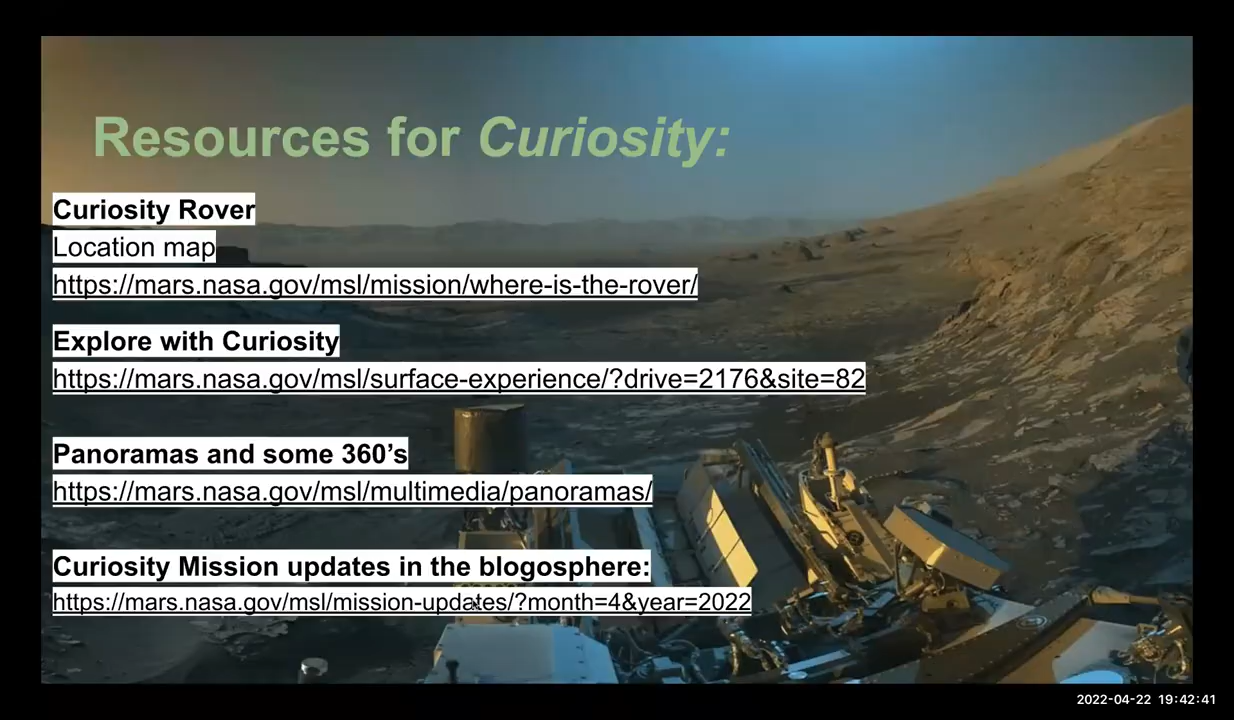 Resources for Curiosity:
Curiosity Rover
Location map
https://mars.nasa.gov/msl/mission/where-is-the-rover/
Explore with Curiosity
https://mars.nasa.gov/msl/surface-experience/?drive=2176&site=82
Panoramas and some 360’s
https://mars.nasa.gov/msl/multimedia/panoramas/
Curiosity Mission updates in the blogosphere:
https://mars.nasa.gov/msl/mission-updates/?month=4&year=2022
2022-04-22 19:42:41